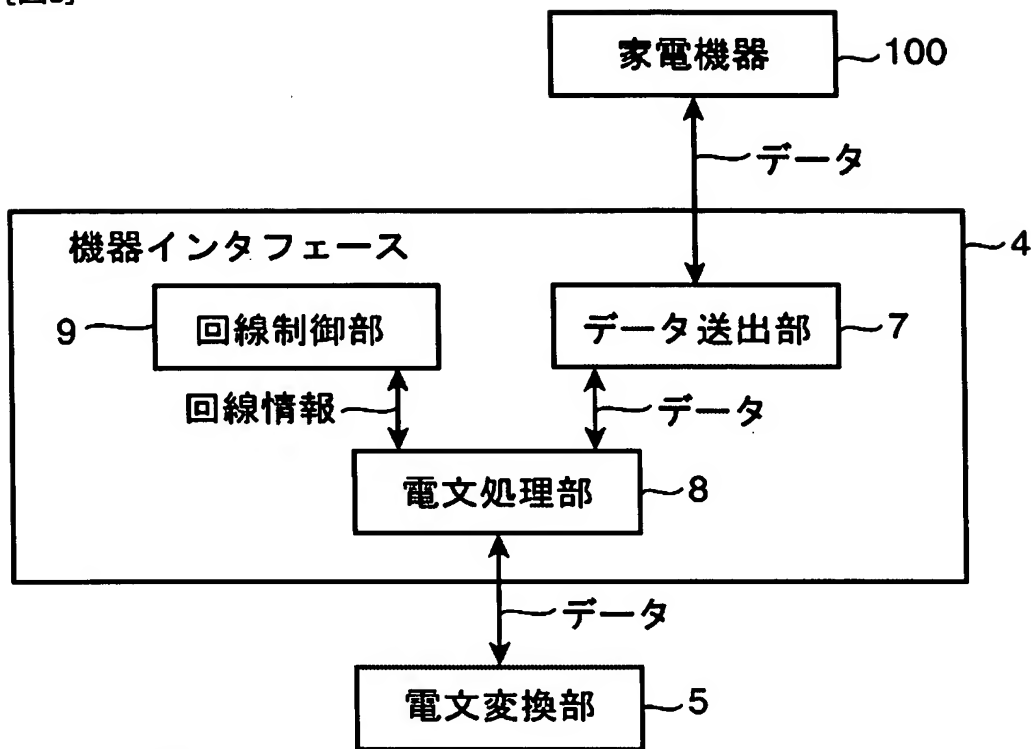 家電機器 100
データ
機器インタフェース 4
9 回線制御部 データ送出部 7
回線情報 データ
電文処理部 8
データ
電文変換部 5